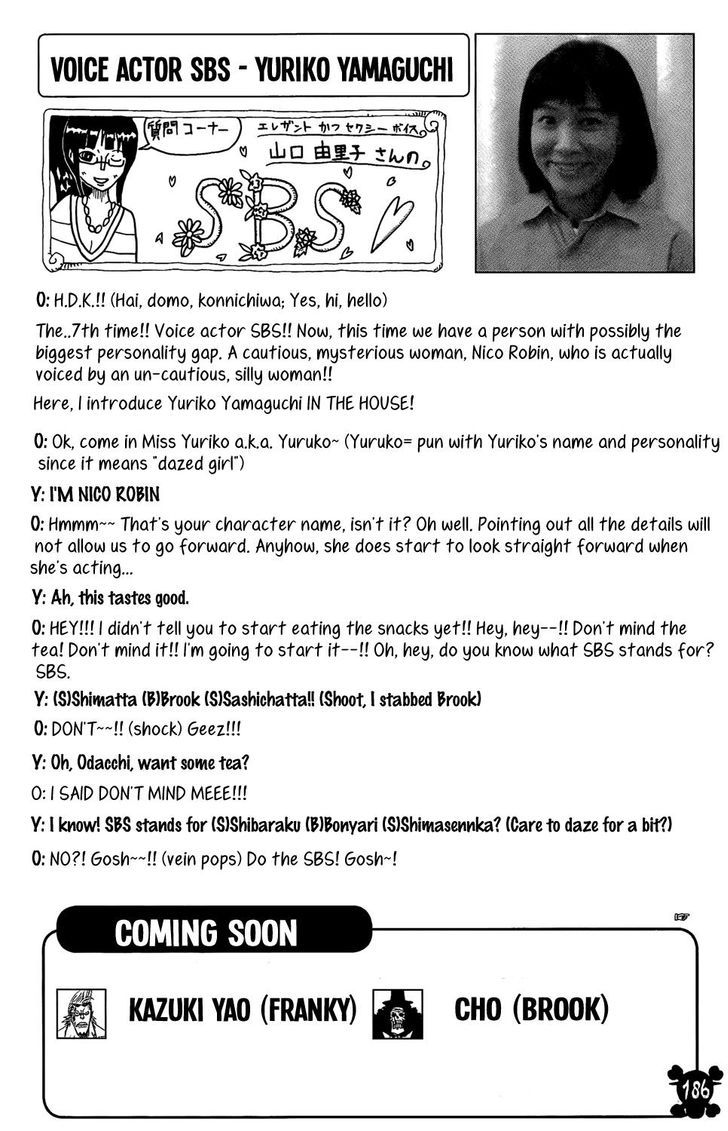 VOICE ACTOR SBS - YURIKO YAMAGUCHI
質問コーナー
エレガント かつ セクシー ボイス。
山口 由里子 さんの。
SBS
O: H.D.K.!! (Hai, domo, konnichiwa; Yes, hi, hello)
The..7th time!! Voice actor SBS!! Now, this time we have a person with possibly the
biggest personality gap. A cautious, mysterious woman, Nico Robin, who is actually
voiced by an un-cautious, silly woman!!
Here, I introduce Yuriko Yamaguchi IN THE HOUSE!
O: Ok, come in Miss Yuriko a.k.a. Yuruko~ (Yuruko= pun with Yuriko's name and personality
since it means "dazed girl")
Y: I'M NICO ROBIN
O: Hmmm~~ That's your character name, isn't it? Oh well. Pointing out all the details will
not allow us to go forward. Anyhow, she does start to look straight forward when
she's acting...
Y: Ah, this tastes good.
O: HEY!!! I didn't tell you to start eating the snacks yet!! Hey, hey--!! Don't mind the
tea! Don't mind it!! I'm going to start it--!! Oh, hey, do you know what SBS stands for?
SBS.
Y: (S)Shimatta (B)Brook (S)Sashichatta!! (Shoot, I stabbed Brook)
O: DON'T~~!! (shock) Geez!!!
Y: Oh, Odacchi, want some tea?
O: I SAID DON'T MIND MEEE!!!
Y: I know! SBS stands for (S)Shibaraku (B)Bonyari (S)Shimasennka? (Care to daze for a bit?)
O: NO?! Gosh~~!! (vein pops) Do the SBS! Gosh~!
COMING SOON
KAZUKI YAO (FRANKY)
CHO (BROOK)
186